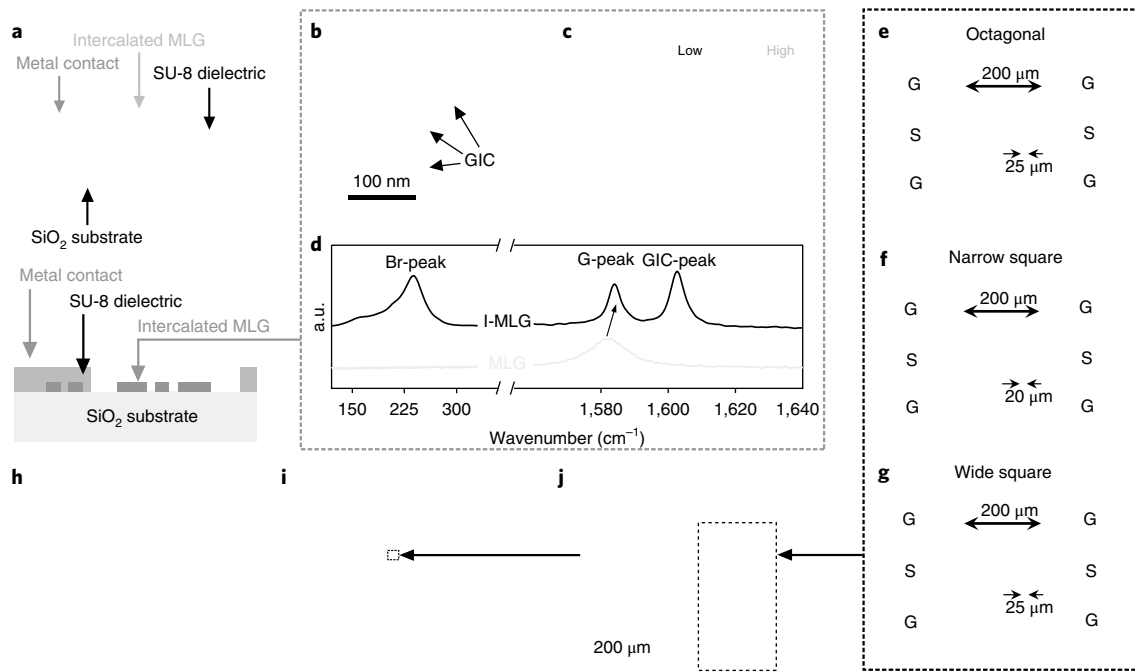 a
Intercalated MLG
Metal contact
SU-8 dielectric
SiO₂ substrate
Metal contact
SU-8 dielectric
Intercalated MLG
SiO₂ substrate
b
GIC
100 nm
c
Low
High
d
Br-peak
G-peak
GIC-peak
a.u.
I-MLG
MLG
150
225
300
1,580
1,600
1,620
1,640
Wavenumber (cm⁻¹)
e
Octagonal
200 μm
G
G
S
S
25 μm
G
G
f
Narrow square
200 μm
G
G
S
S
20 μm
G
G
g
Wide square
200 μm
G
G
S
S
25 μm
G
G
h
i
j
200 μm